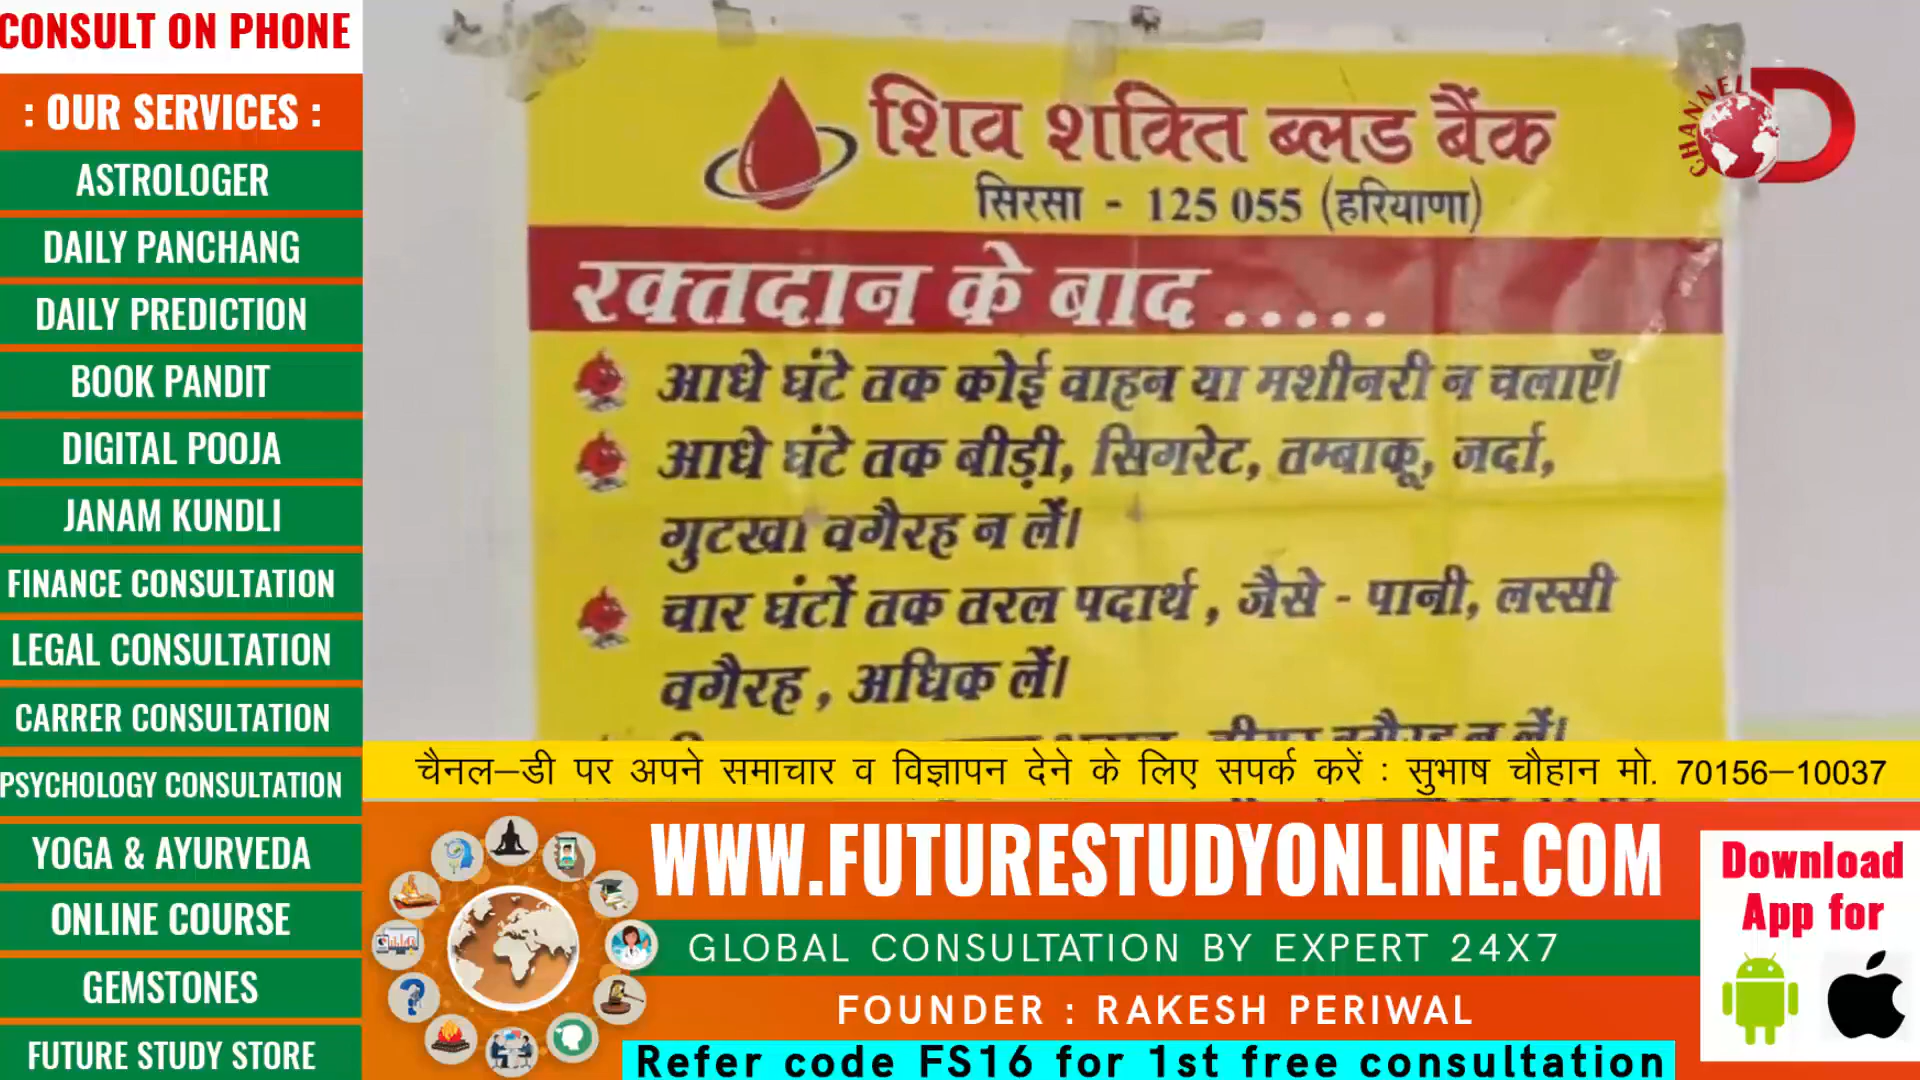 CONSULT ON PHONE
: OUR SERVICES :
ASTROLOGER
DAILY PANCHANG
DAILY PREDICTION
BOOK PANDIT
DIGITAL POOJA
JANAM KUNDLI
FINANCE CONSULTATION
LEGAL CONSULTATION
CARRER CONSULTATION
PSYCHOLOGY CONSULTATION
YOGA & AYURVEDA
ONLINE COURSE
GEMSTONES
FUTURE STUDY STORE
CHANNEL D
शिव शक्ति ब्लड बैंक
सिरसा - 125 055 (हरियाणा)
रक्तदान के बाद .....
आधे घंटे तक कोई वाहन या मशीनरी न चलाएँ।
आधे घंटे तक बीड़ी, सिगरेट, तम्बाकू, जर्दा,
गुटखा वगैरह न लें।
चार घंटों तक तरल पदार्थ, जैसे - पानी, लस्सी
वगैरह, अधिक लें।
वगैरह न लें।
चैनल–डी पर अपने समाचार व विज्ञापन देने के लिए सपर्क करें : सुभाष चौहान मो. 70156–10037
WWW.FUTURESTUDYONLINE.COM
GLOBAL CONSULTATION BY EXPERT 24X7
FOUNDER : RAKESH PERIWAL
Refer code FS16 for 1st free consultation
Download
App for